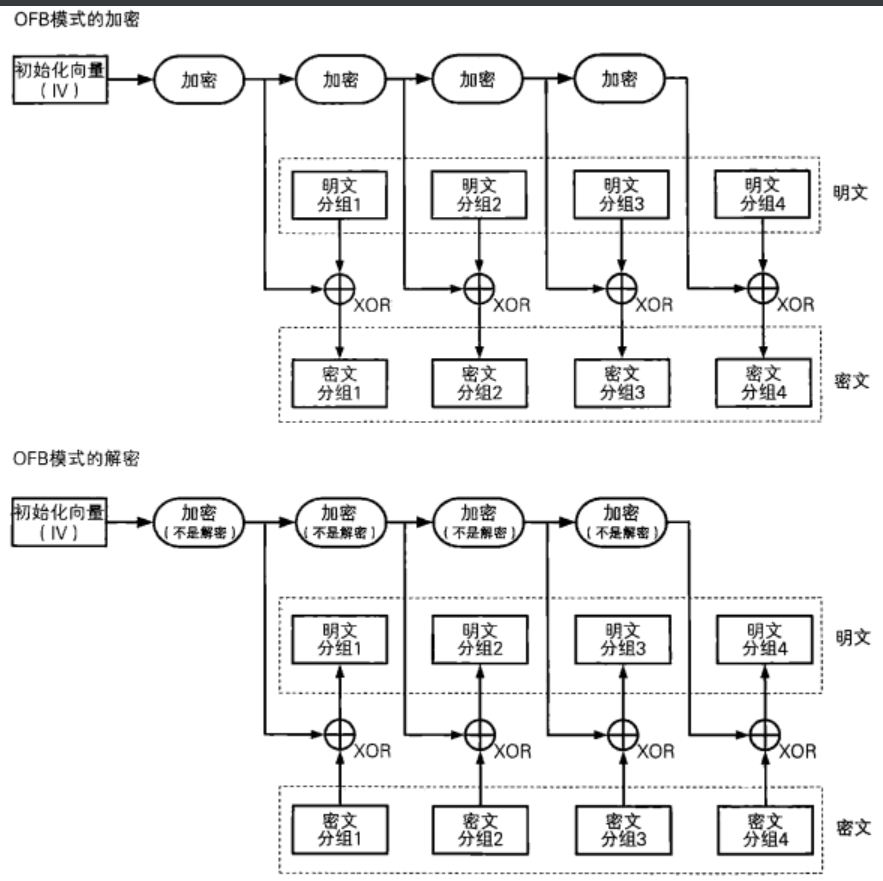 OFB模式的加密
初始化向量
(IV)
加密
加密
加密
加密
明文
分组1
明文
分组2
明文
分组3
明文
分组4
明文
XOR
XOR
XOR
XOR
密文
分组1
密文
分组2
密文
分组3
密文
分组4
密文
OFB模式的解密
初始化向量
(IV)
加密
(不是解密)
加密
(不是解密)
加密
(不是解密)
加密
(不是解密)
明文
分组1
明文
分组2
明文
分组3
明文
分组4
明文
XOR
XOR
XOR
XOR
密文
分组1
密文
分组2
密文
分组3
密文
分组4
密文